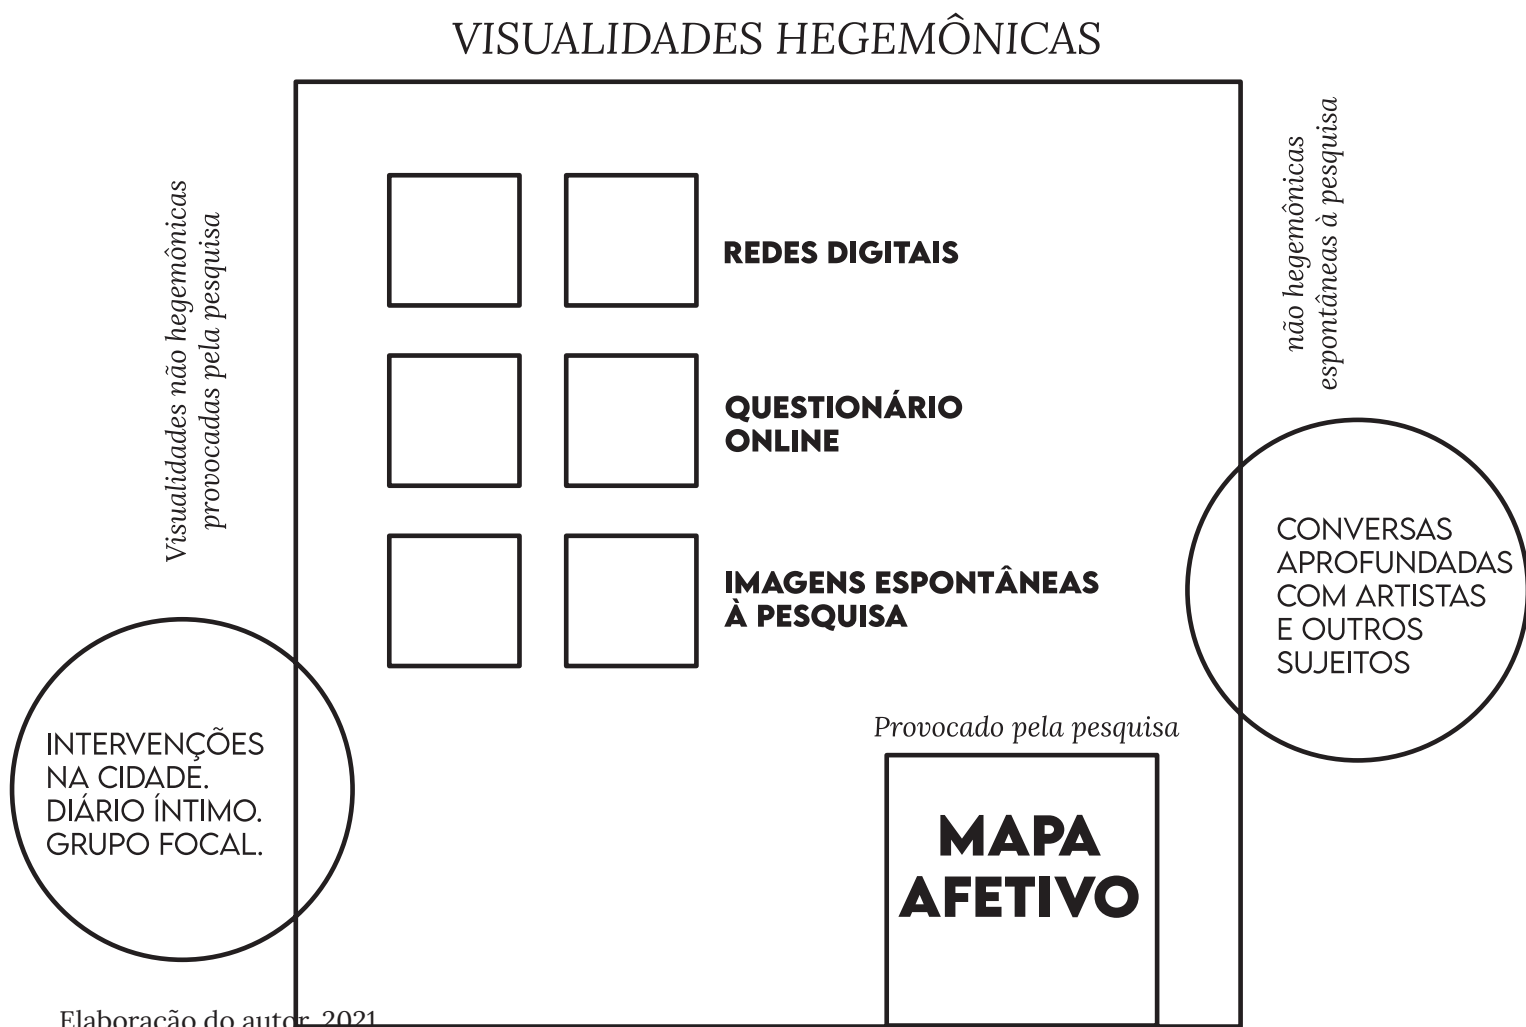 VISUALIDADES HEGEMÔNICAS
Visualidades não hegemônicas
provocadas pela pesquisa
não hegemônicas
espontâneas à pesquisa
REDES DIGITAIS
QUESTIONÁRIO
ONLINE
IMAGENS ESPONTÂNEAS
À PESQUISA
CONVERSAS
APROFUNDADAS
COM ARTISTAS
E OUTROS
SUJEITOS
INTERVENÇÕES
NA CIDADE.
DIÁRIO ÍNTIMO.
GRUPO FOCAL.
Provocado pela pesquisa
MAPA
AFETIVO
Elaboração do autor, 2021